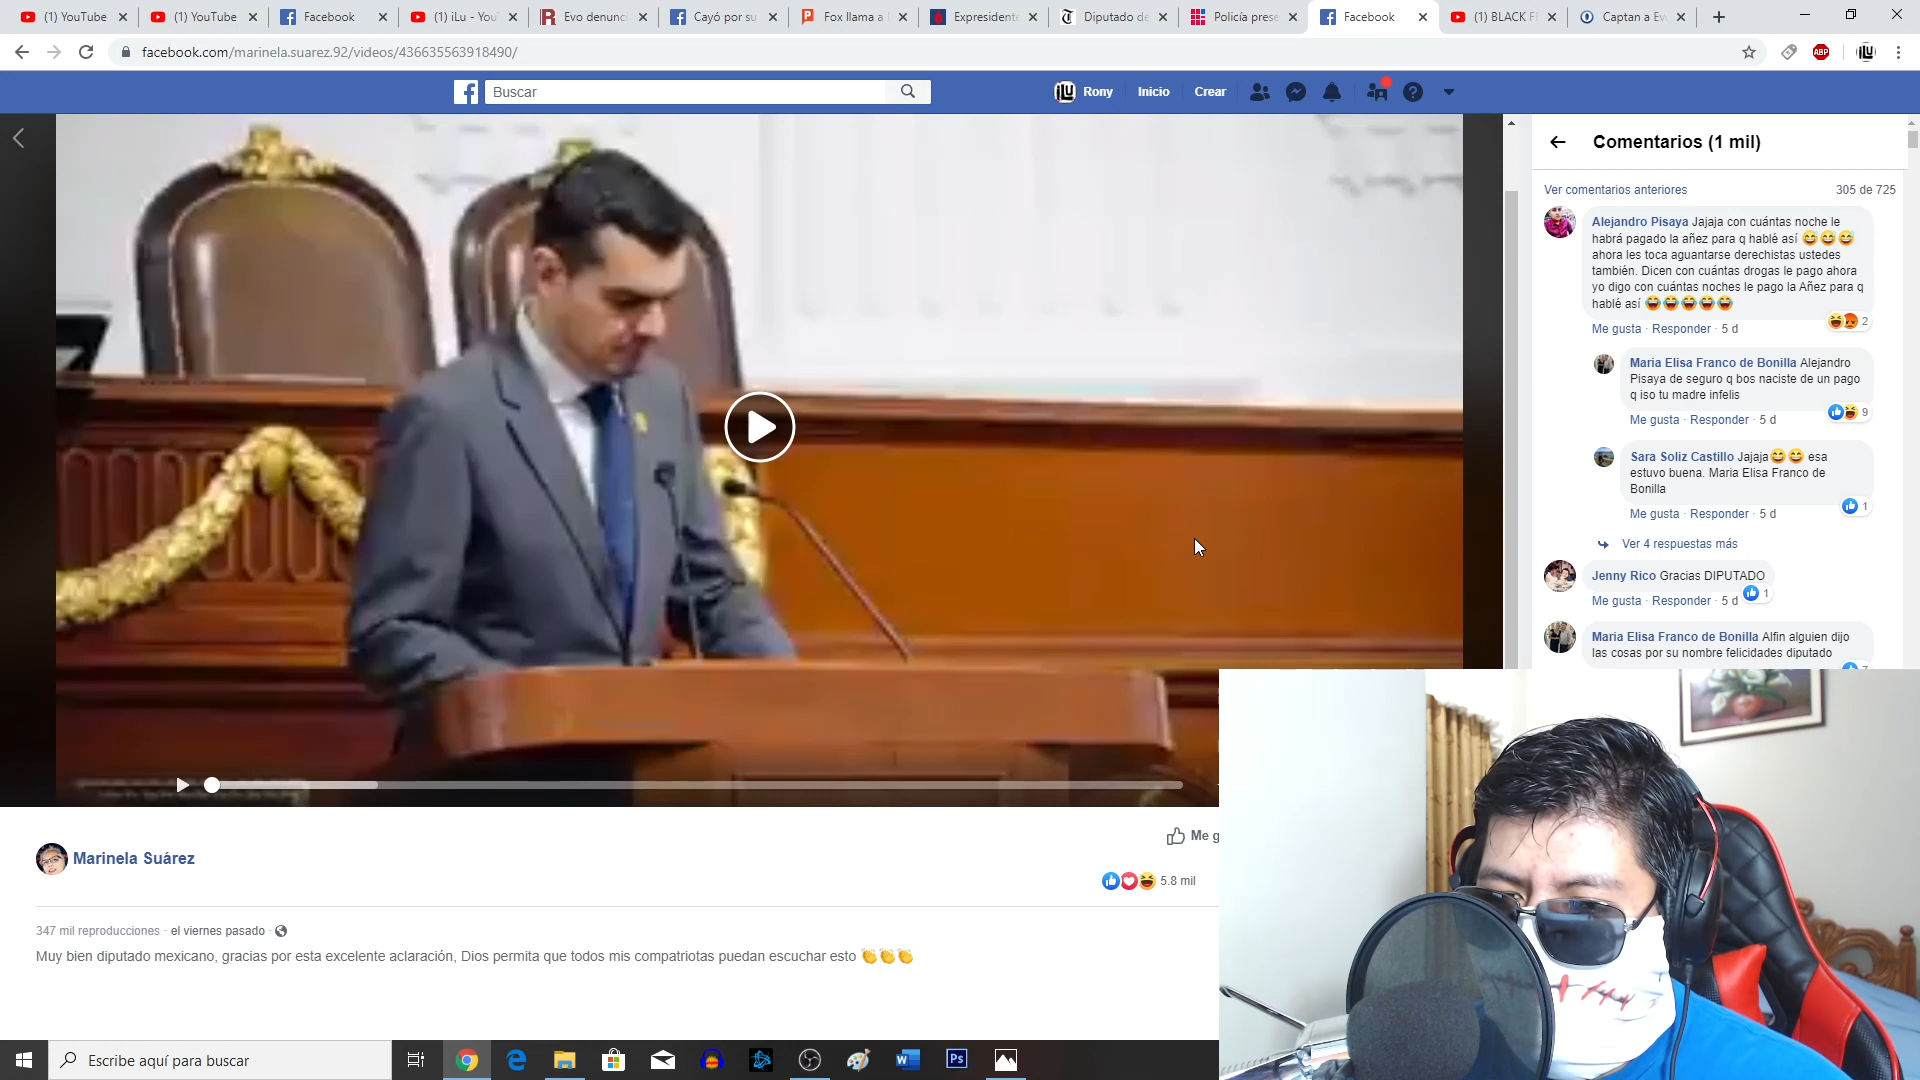 (1) YouTube
(1) YouTube
Facebook
(1) iLu - You
Evo denunci
Cayó por su
Fox llama a
Expresidente
Diputado de
Policía prese
Facebook
(1) BLACK F
Captan a Ev
facebook.com/marinela.suarez.92/videos/436635563918490/
ABP
ILU
Buscar
ILU
Rony
Inicio
Crear
Comentarios (1 mil)
Ver comentarios anteriores
305 de 725
Alejandro Pisaya Jajaja con cuántas noche le
habrá pagado la añez para q hablé así 😅😅😅
ahora les toca aguantarse derechistas ustedes
también. Dicen con cuántas drogas le pago ahora
yo digo con cuántas noches le pago la Añez para q
hablé así 😂😂😂😂😂
Me gusta · Responder · 5 d
2
Maria Elisa Franco de Bonilla Alejandro
Pisaya de seguro q bos naciste de un pago
q iso tu madre infelis
Me gusta · Responder · 5 d
9
Sara Soliz Castillo Jajaja😄😄 esa
estuvo buena. Maria Elisa Franco de
Bonilla
Me gusta · Responder · 5 d
1
Ver 4 respuestas más
Jenny Rico Gracias DIPUTADO
Me gusta · Responder · 5 d
1
Maria Elisa Franco de Bonilla Alfin alguien dijo
las cosas por su nombre felicidades diputado
7
Me g
Marinela Suárez
5.8 mil
347 mil reproducciones · el viernes pasado ·
Muy bien diputado mexicano, gracias por esta excelente aclaración, Dios permita que todos mis compatriotas puedan escuchar esto 👏👏👏
Escribe aquí para buscar
Ps